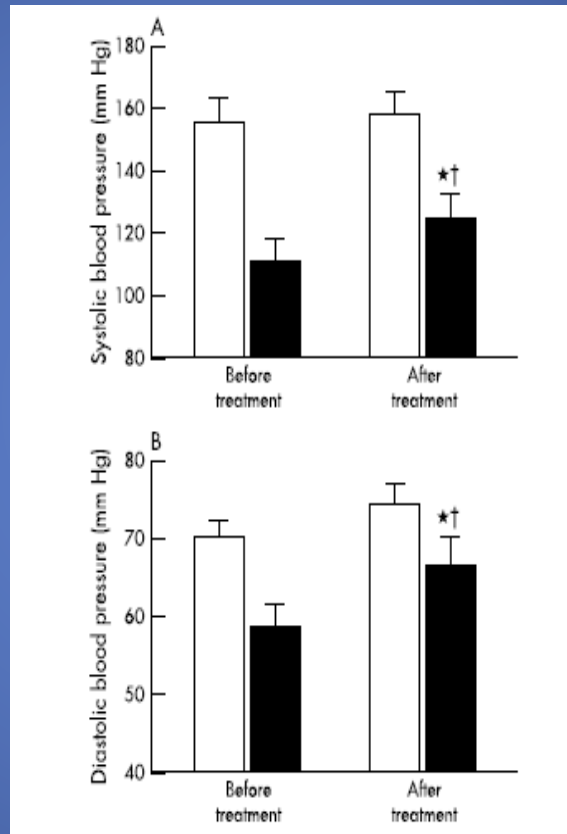 A
Systolic blood pressure (mm Hg)
180
160
140
120
100
80
★†
Before
treatment
After
treatment
B
Diastolic blood pressure (mm Hg)
80
70
60
50
40
★†
Before
treatment
After
treatment